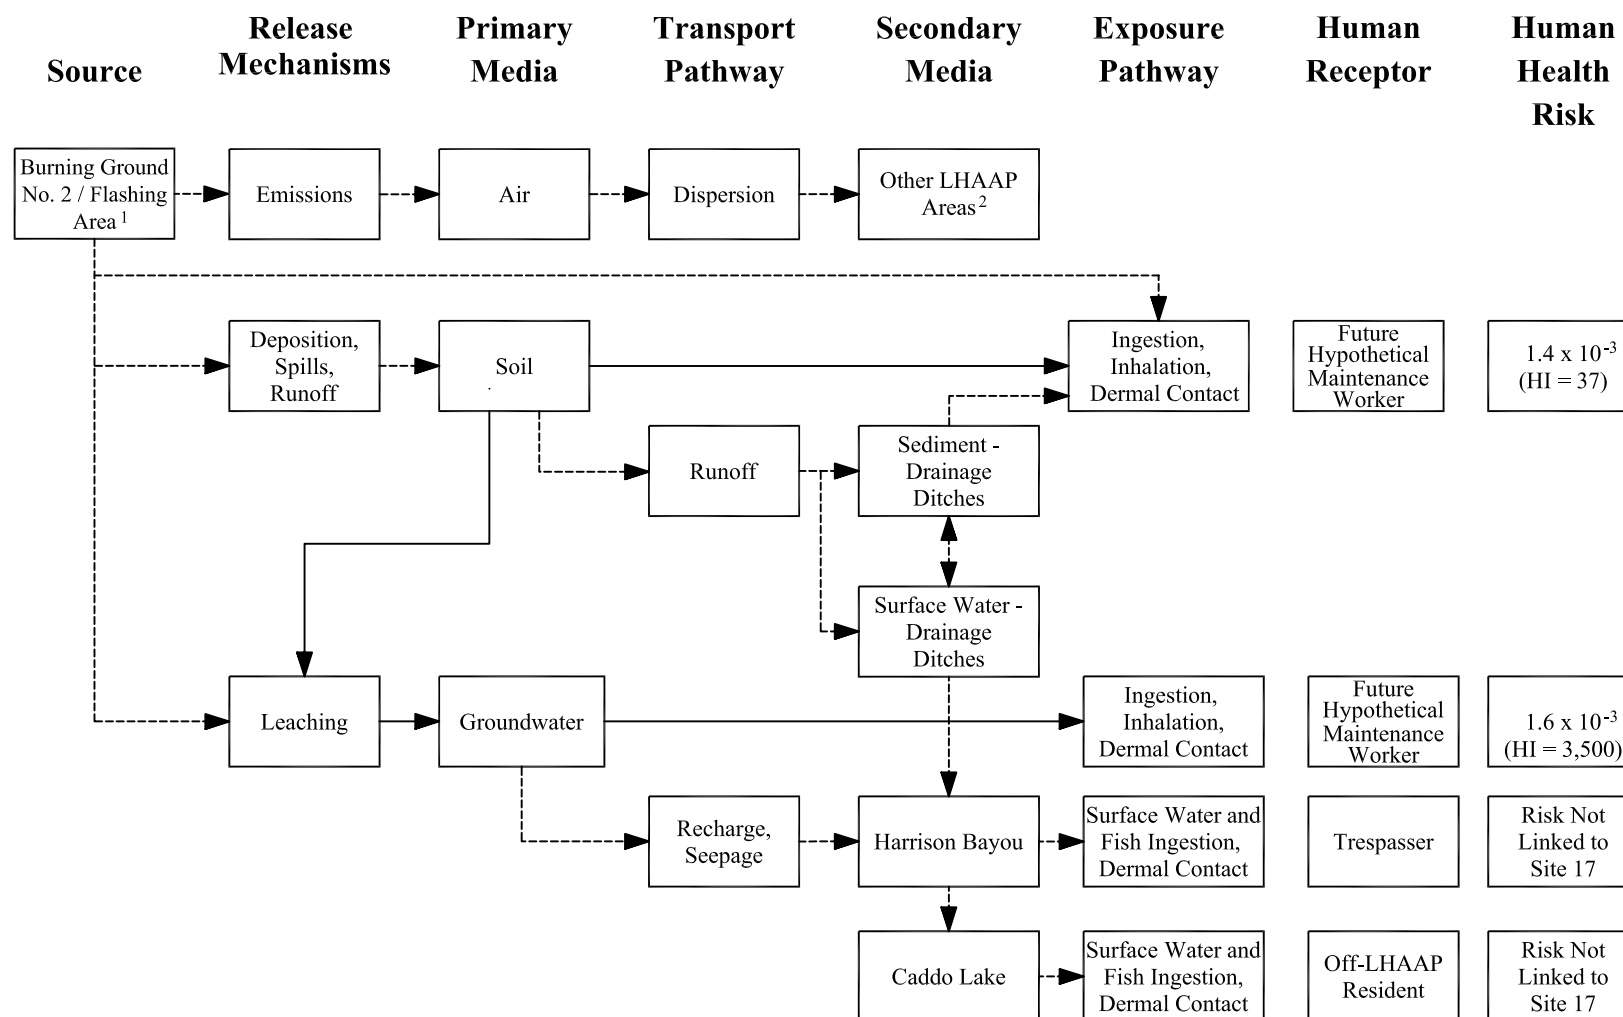 Source
Release
Mechanisms
Primary
Media
Transport
Pathway
Secondary
Media
Exposure
Pathway
Human
Receptor
Human
Health
Risk
Burning Ground
No. 2 / Flashing
Area 1
Emissions
Air
Dispersion
Other LHAAP
Areas 2
Deposition,
Spills,
Runoff
Soil
Ingestion,
Inhalation,
Dermal Contact
Future
Hypothetical
Maintenance
Worker
1.4 x 10 -3
(HI = 37)
Runoff
Sediment -
Drainage
Ditches
Surface Water -
Drainage
Ditches
Leaching
Groundwater
Ingestion,
Inhalation,
Dermal Contact
Future
Hypothetical
Maintenance
Worker
1.6 x 10 -3
(HI = 3,500)
Recharge,
Seepage
Harrison Bayou
Surface Water and
Fish Ingestion,
Dermal Contact
Trespasser
Risk Not
Linked to
Site 17
Caddo Lake
Surface Water and
Fish Ingestion,
Dermal Contact
Off-LHAAP
Resident
Risk Not
Linked to
Site 17